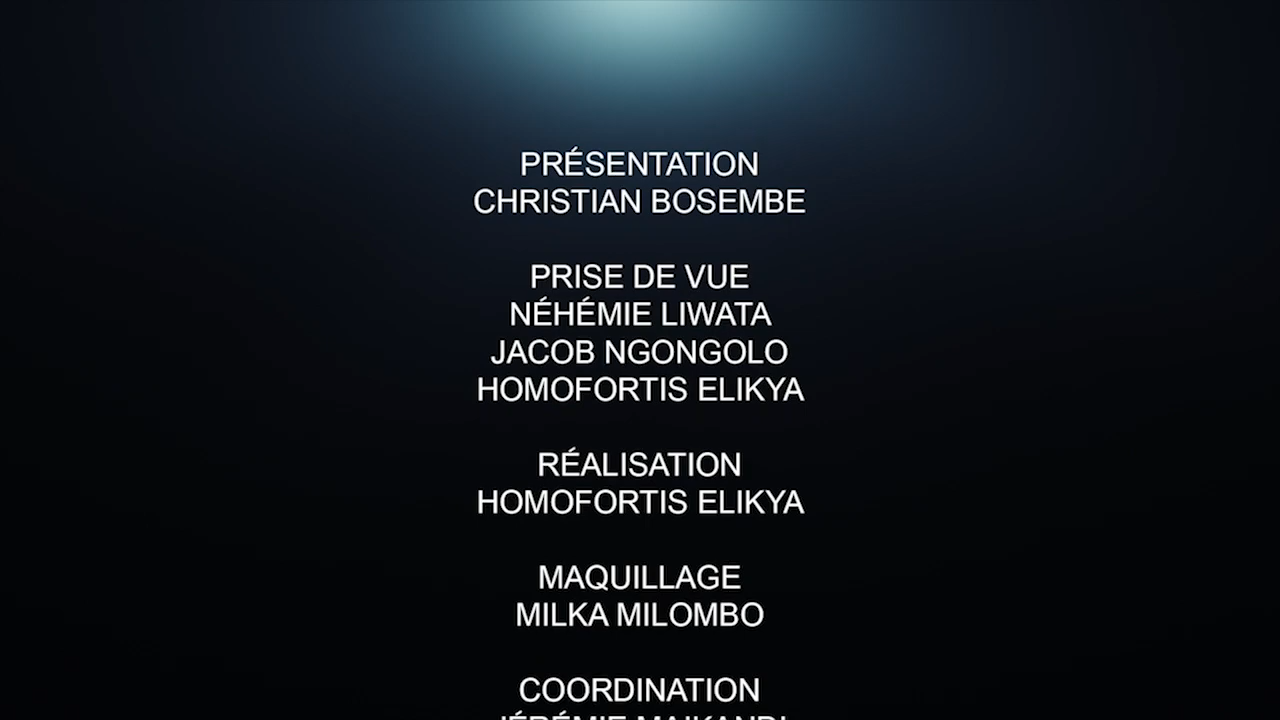 PRÉSENTATION
CHRISTIAN BOSEMBE
PRISE DE VUE
NÉHÉMIE LIWATA
JACOB NGONGOLO
HOMOFORTIS ELIKYA
RÉALISATION
HOMOFORTIS ELIKYA
MAQUILLAGE
MILKA MILOMBO
COORDINATION
JÉRÉMIE